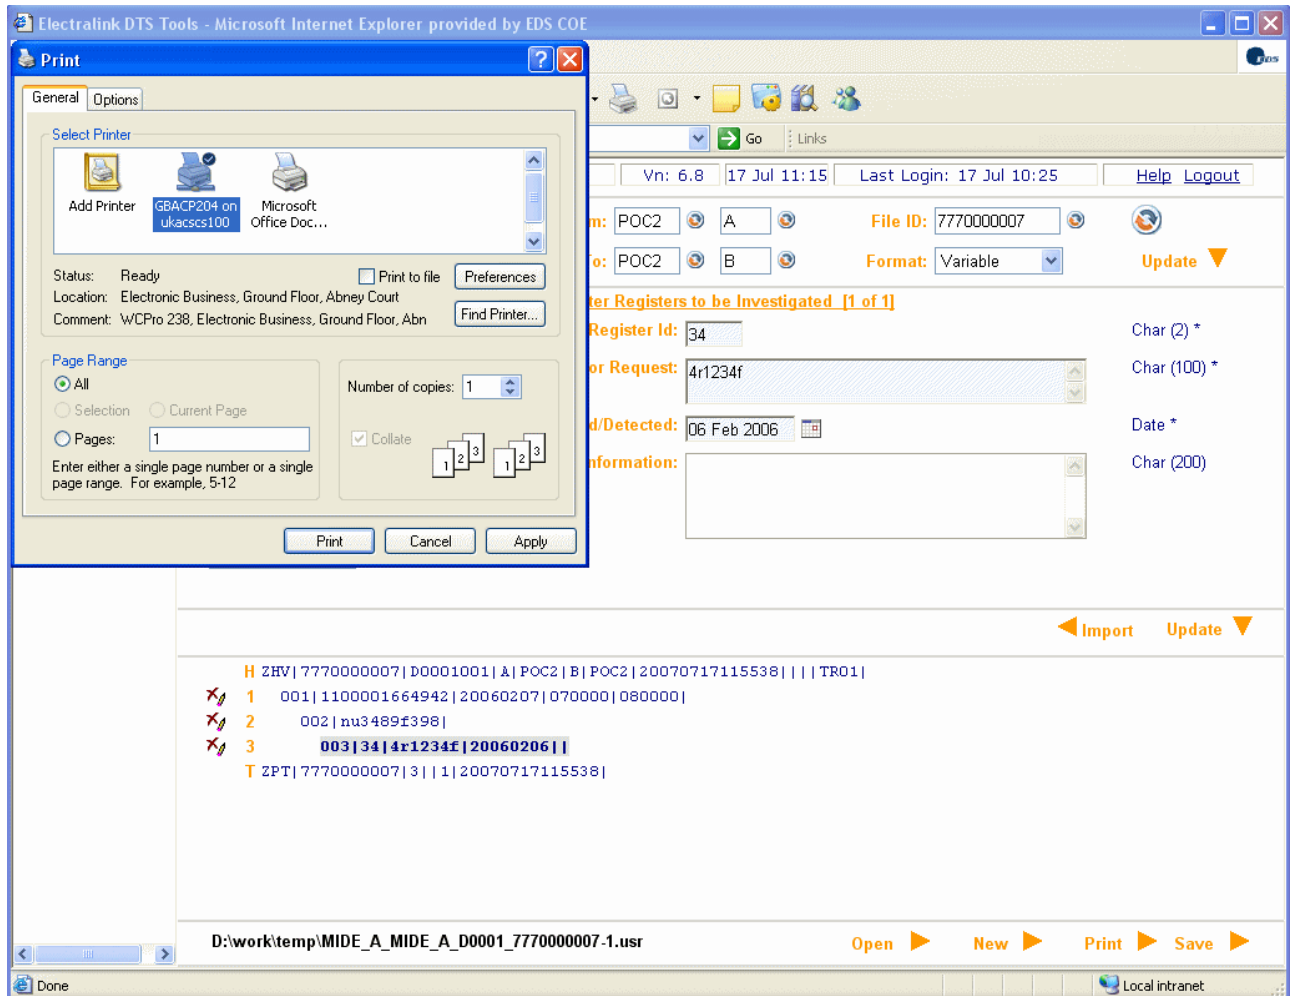 Electralink DTS Tools - Microsoft Internet Explorer provided by EDS COE
Print
General Options
Select Printer
Add Printer
GBACP204 on
ukacscs100
Microsoft
Office Doc...
Status: Ready
Print to file
Preferences
Location: Electronic Business, Ground Floor, Abney Court
Comment: WCPro 238, Electronic Business, Ground Floor, Abn
Find Printer...
Page Range
All
Selection Current Page
Pages: 1
Enter either a single page number or a single
page range. For example, 5-12
Number of copies: 1
Collate
1 2 3 1 2 3
Print Cancel Apply
EDS
Go Links
Vn: 6.8 17 Jul 11:15 Last Login: 17 Jul 10:25 Help Logout
m: POC2 A File ID: 7770000007
o: POC2 B Format: Variable Update
ter Registers to be Investigated [1 of 1]
Register Id: 34 Char (2) *
or Request: 4r1234f Char (100) *
d/Detected: 06 Feb 2006 Date *
nformation: Char (200)
Import Update
H ZHV|7770000007|D0001001|A|POC2|B|POC2|20070717115538||||TR01|
1 001|1100001664942|20060207|070000|080000|
2 002|nu3489f398|
3 003|34|4r1234f|20060206||
T ZPT|7770000007|3||1|20070717115538|
D:\work\temp\MIDE_A_MIDE_A_D0001_7770000007-1.usr
Open New Print Save
Done Local intranet